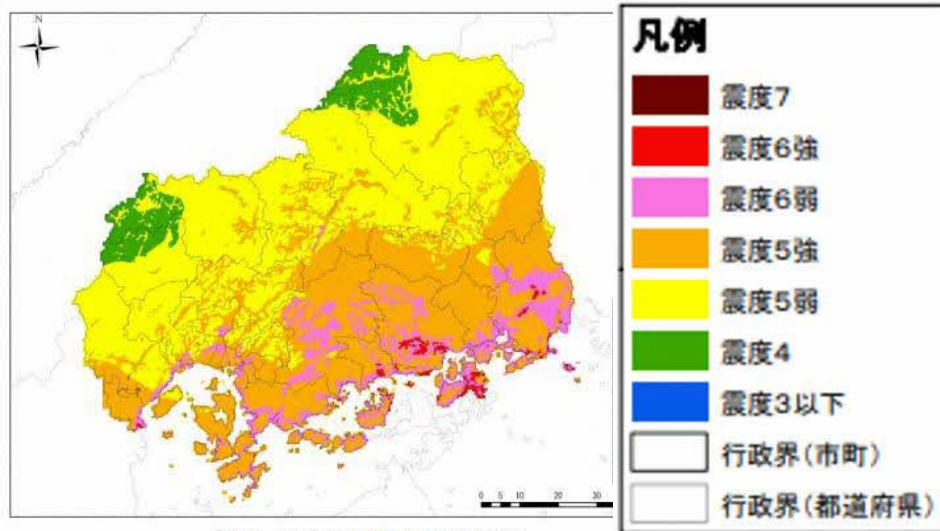 N
凡例
震度7
震度6強
震度6弱
震度5強
震度5弱
震度4
震度3以下
行政界(市町)
行政界(都道府県)
0 5 10 20 30